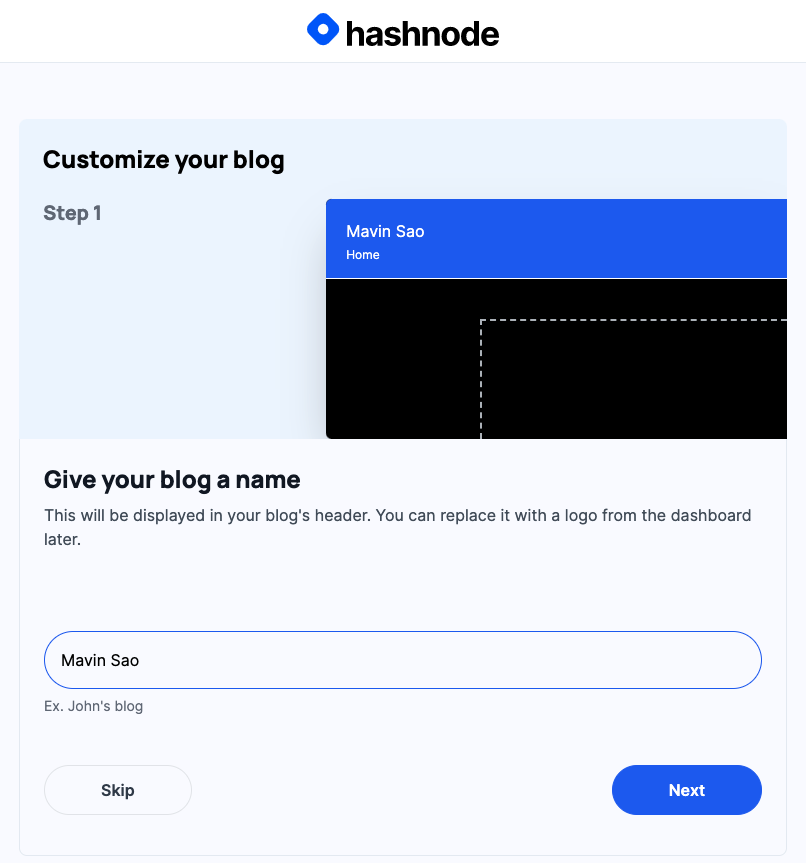 hashnode
Customize your blog
Step 1
Mavin Sao
Home
Give your blog a name
This will be displayed in your blog's header. You can replace it with a logo from the dashboard
later.
Mavin Sao
Ex. John's blog
Skip
Next